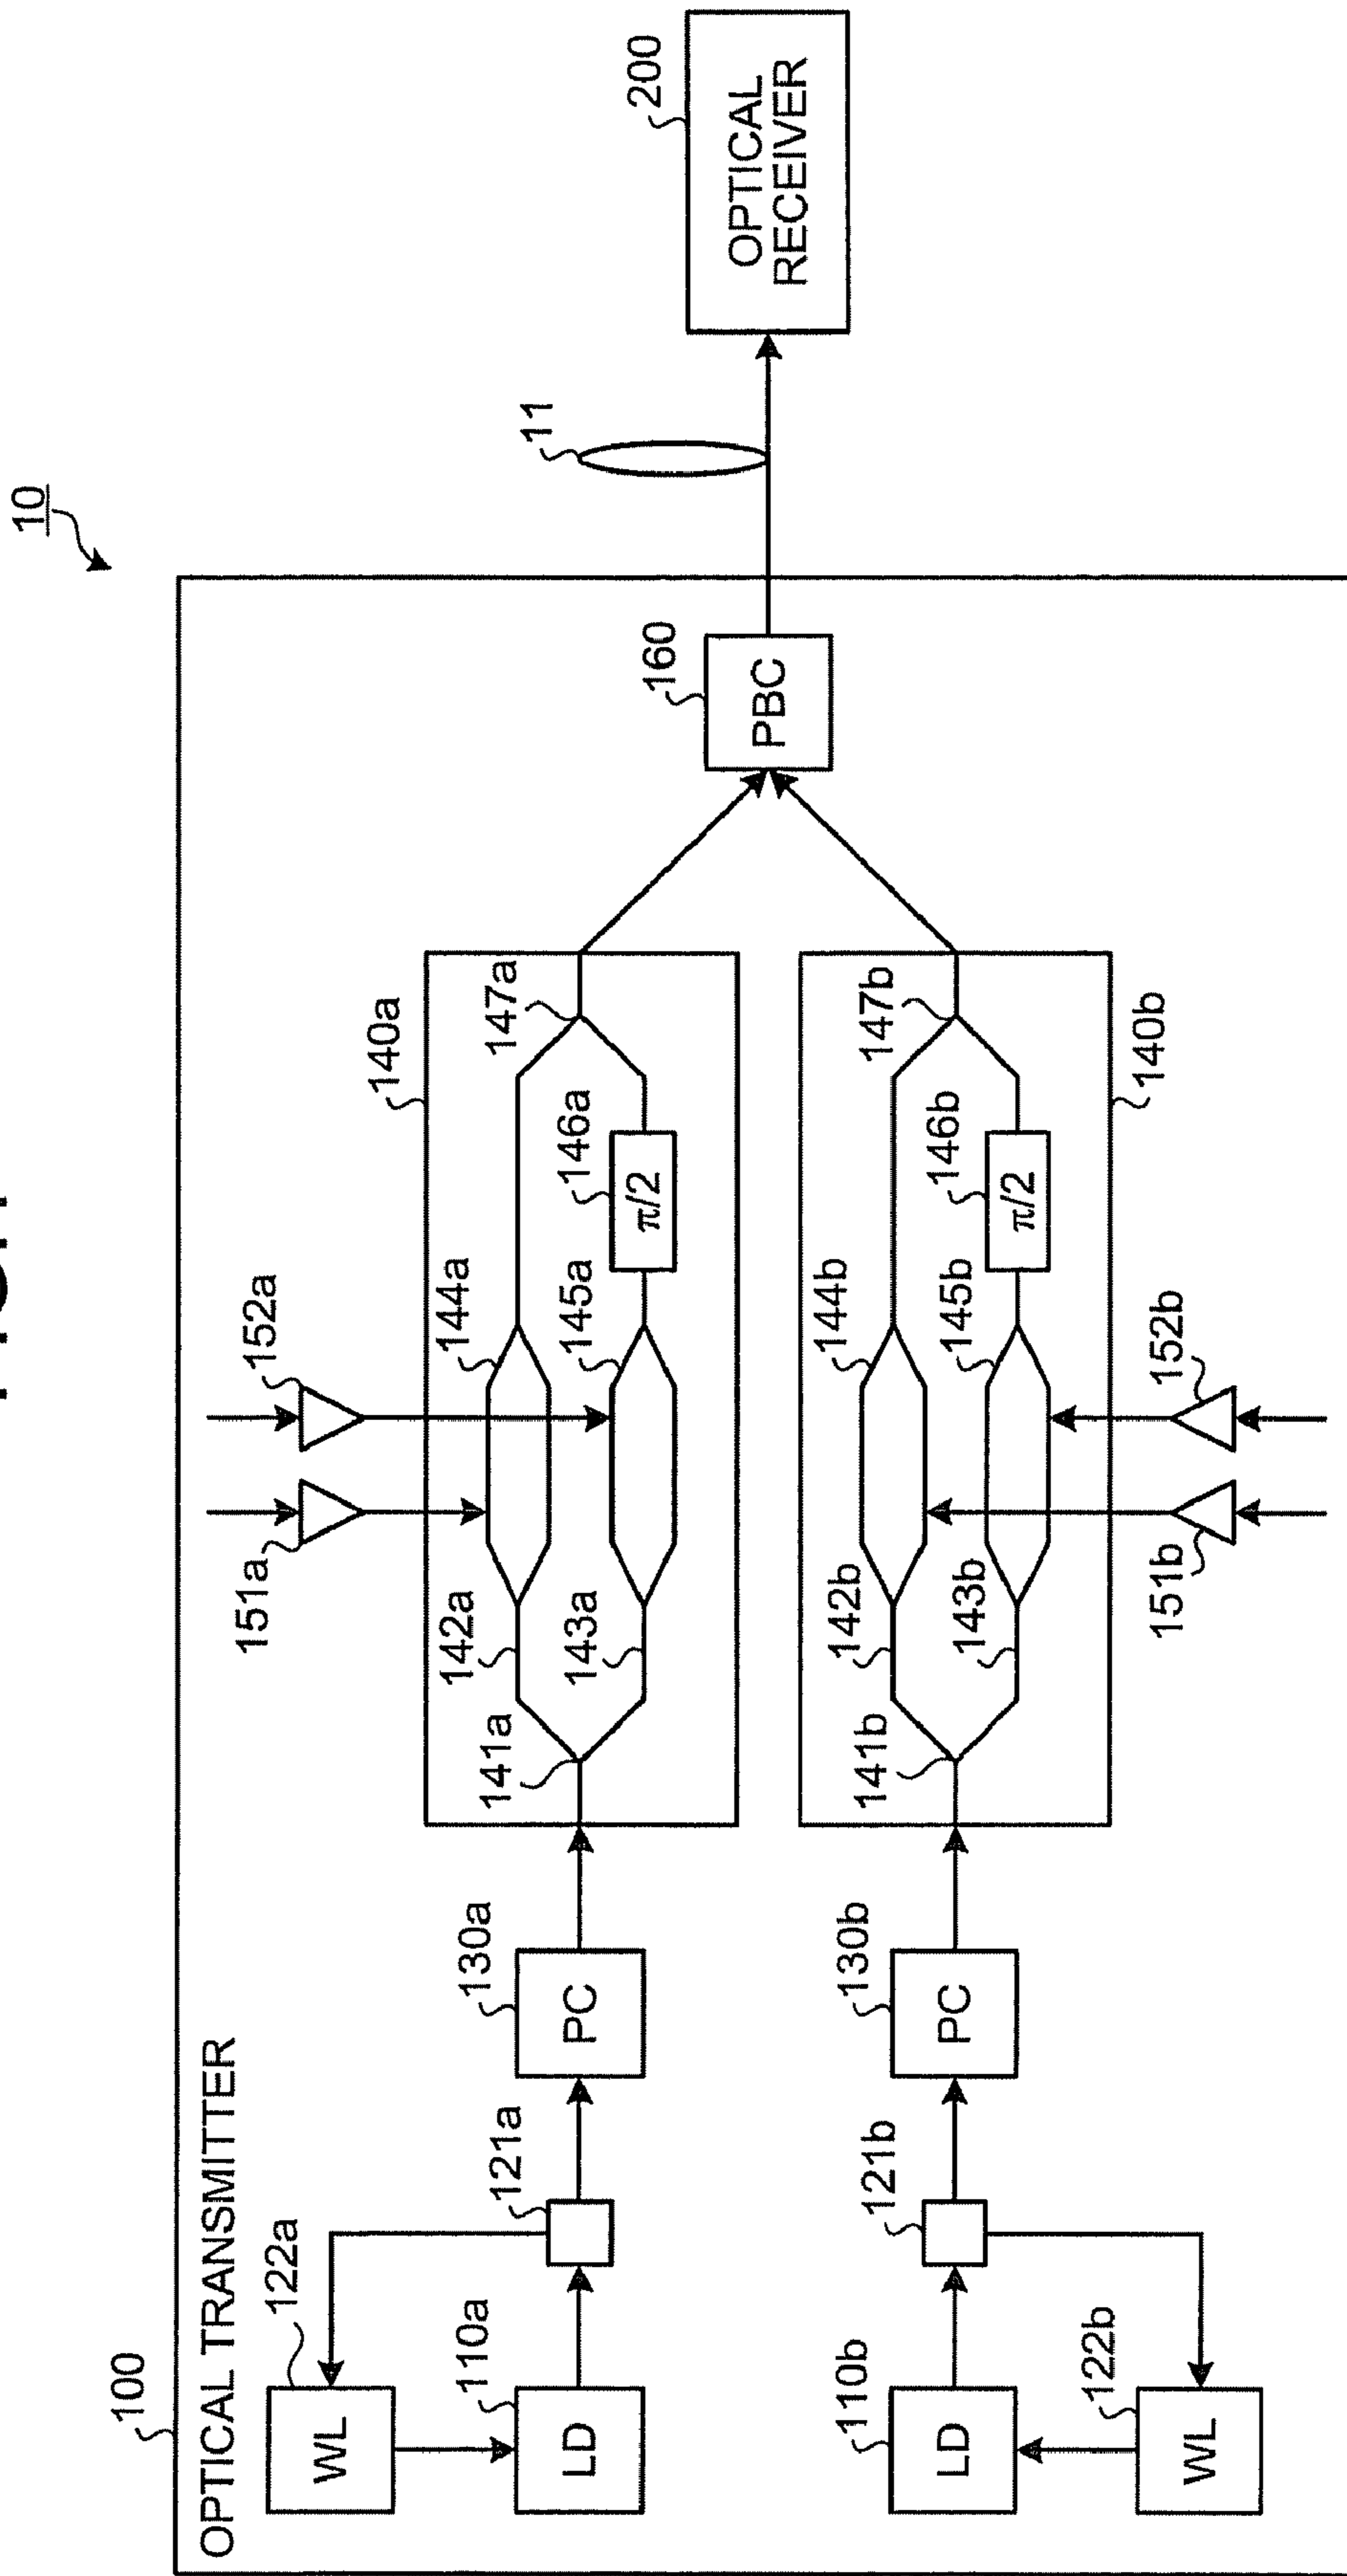 10
100
OPTICAL TRANSMITTER
122a
WL
110a
LD
121a
130a
PC
140a
141a
142a
143a
144a
145a
146a
π/2
147a
151a
152a
160
PBC
11
200
OPTICAL
RECEIVER
110b
LD
122b
WL
121b
130b
PC
140b
141b
142b
143b
144b
145b
146b
π/2
147b
151b
152b